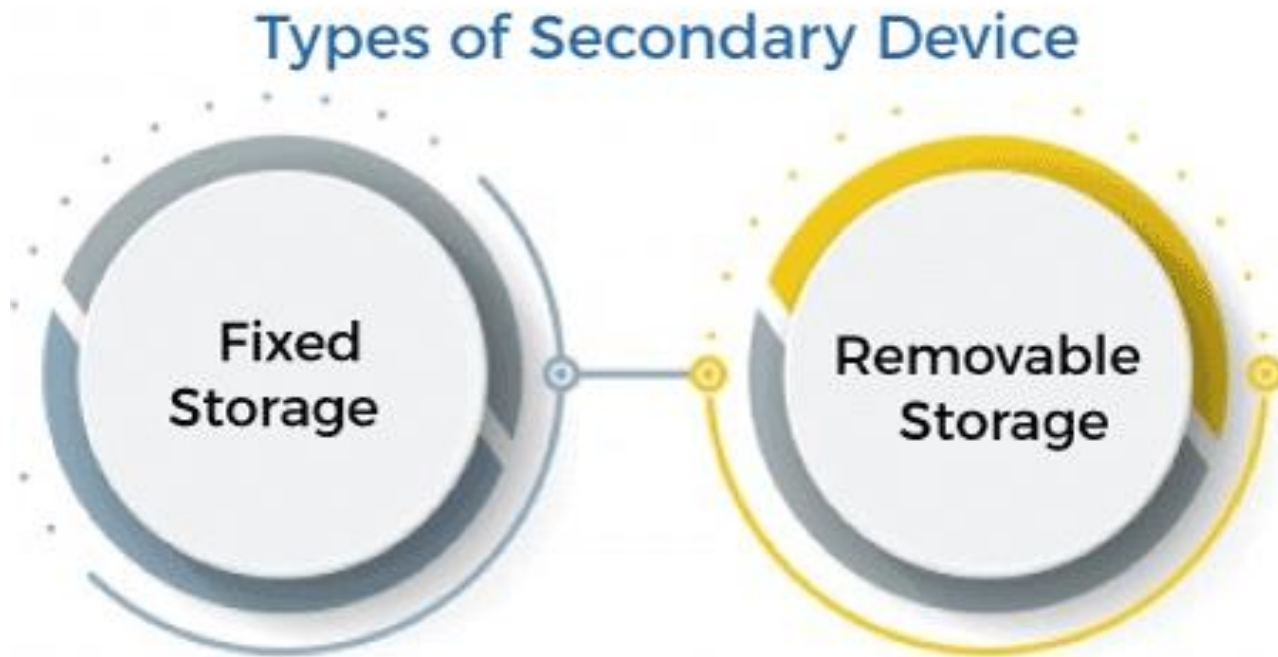 Types of Secondary Device
Fixed
Storage
Removable
Storage